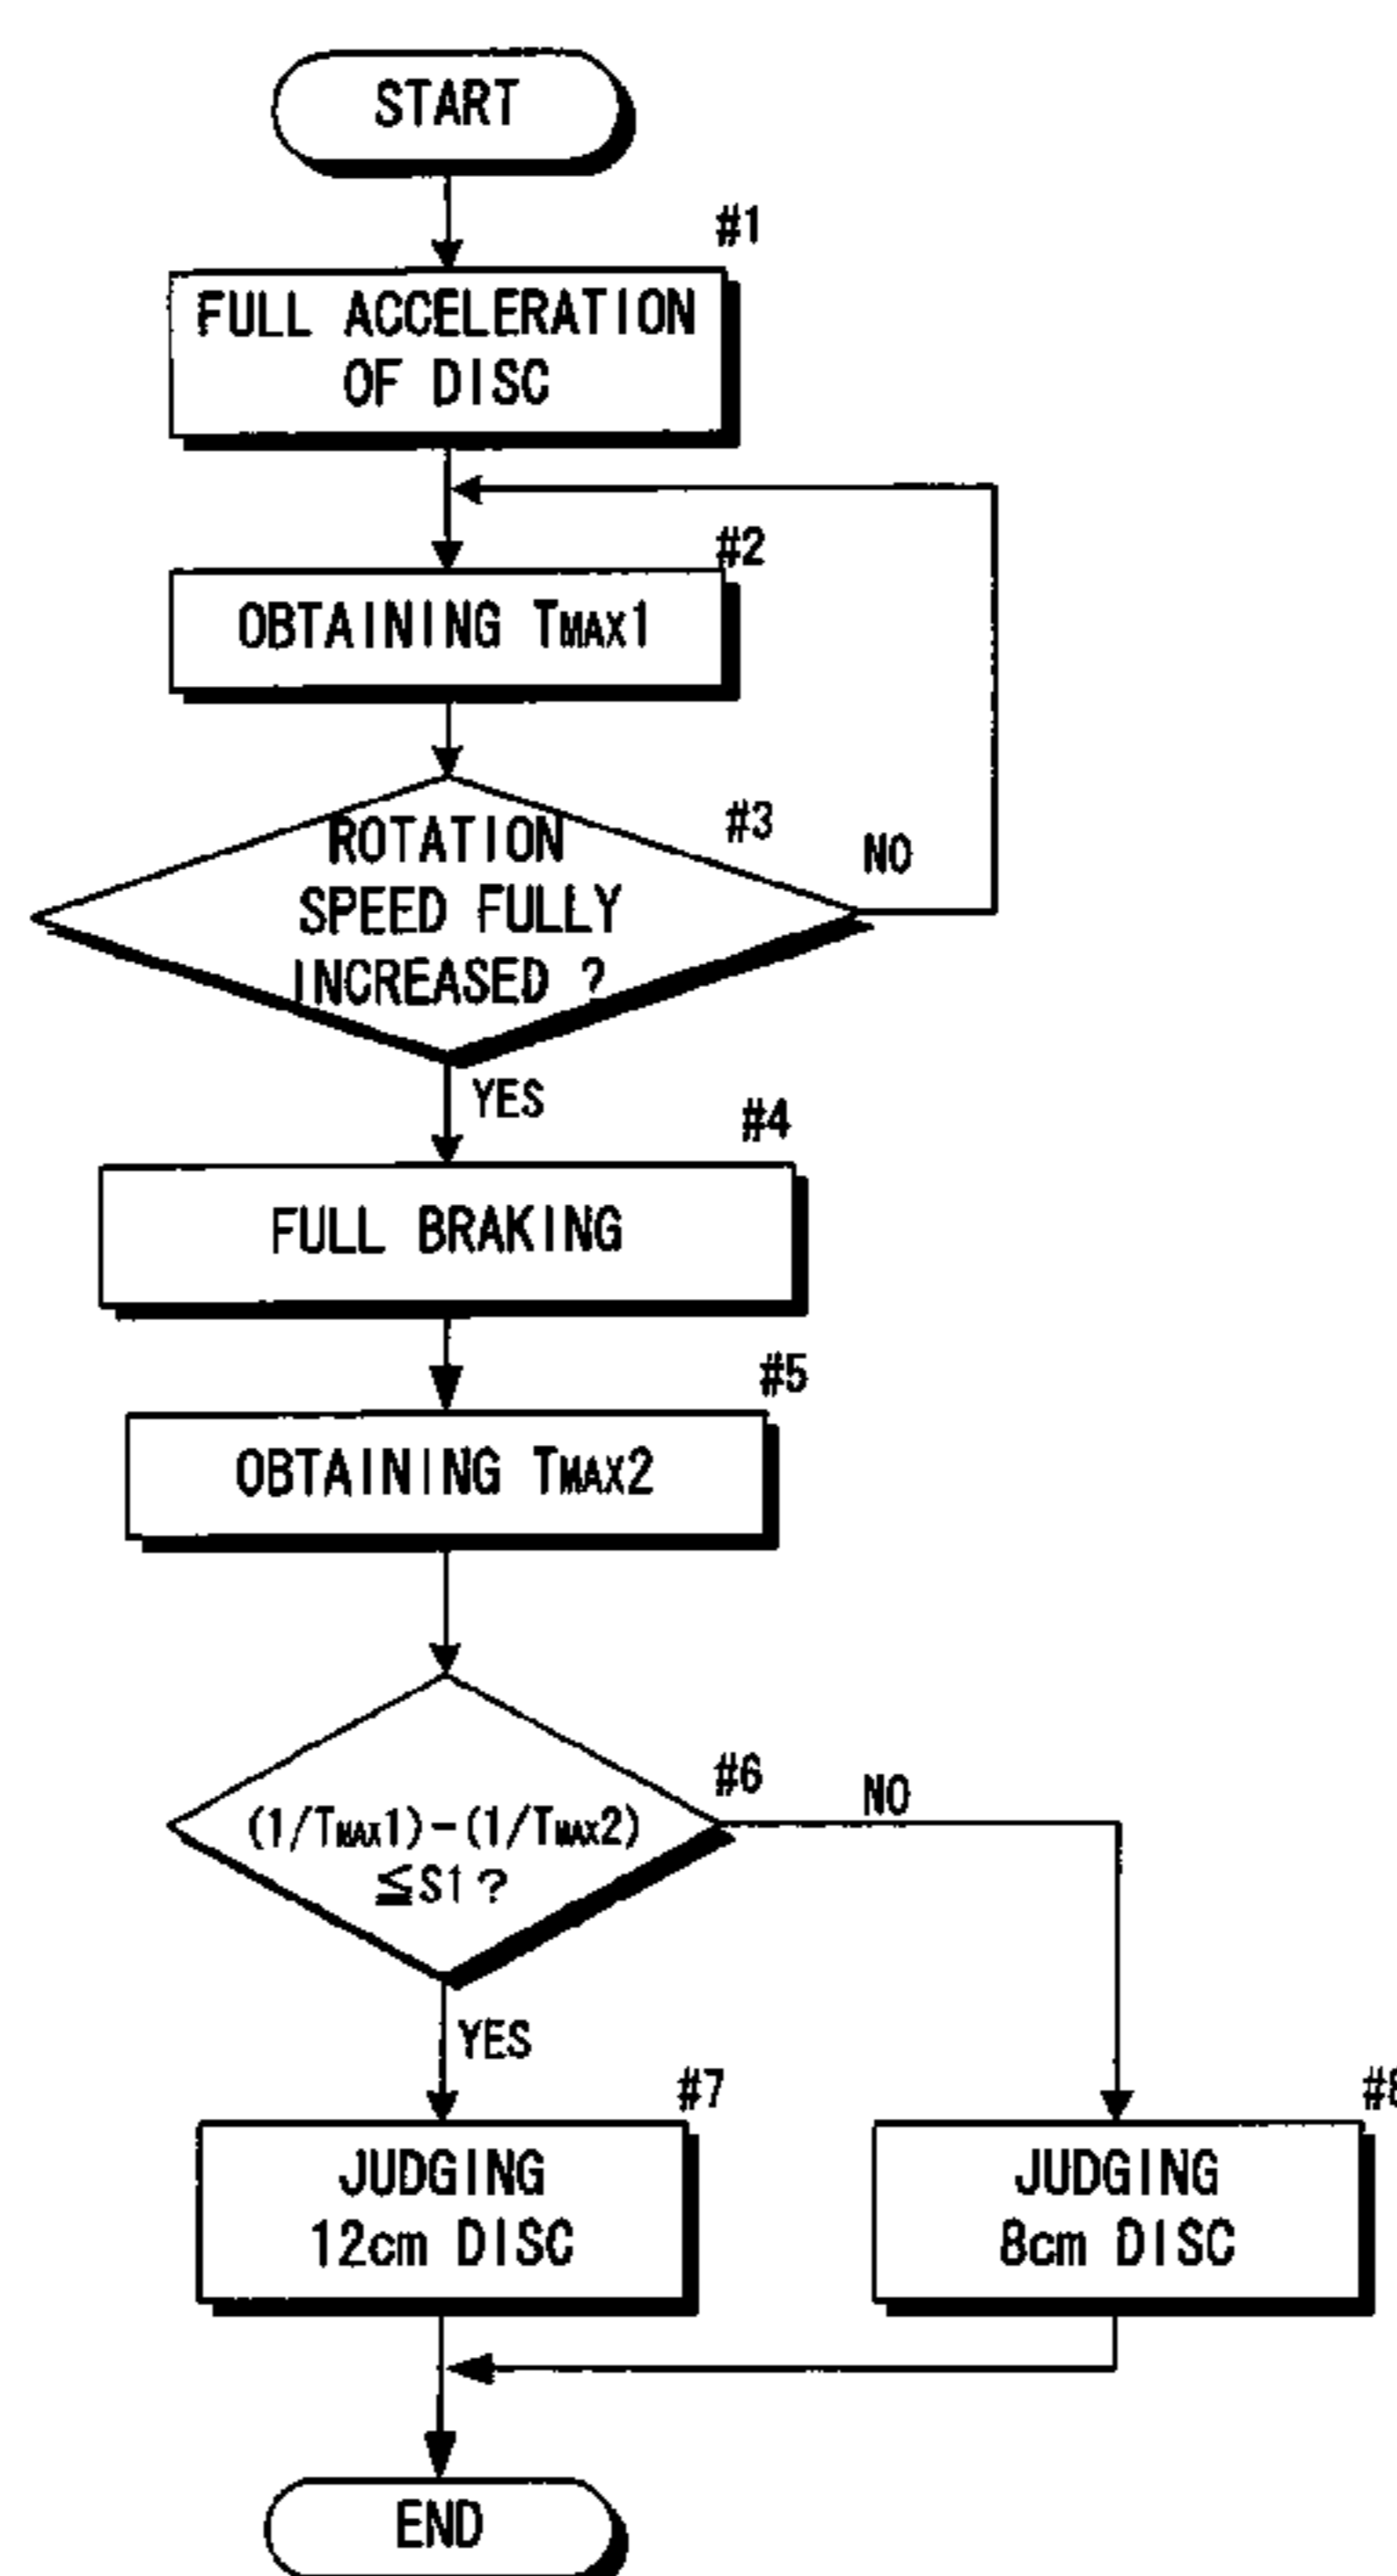 START
#1
FULL ACCELERATION
OF DISC
#2
OBTAINING TMAX1
#3
ROTATION
SPEED FULLY
INCREASED ?
NO
YES
#4
FULL BRAKING
#5
OBTAINING TMAX2
#6
(1/TMAX1)-(1/TMAX2)
≦S1?
NO
YES
#7
JUDGING
12cm DISC
#8
JUDGING
8cm DISC
END